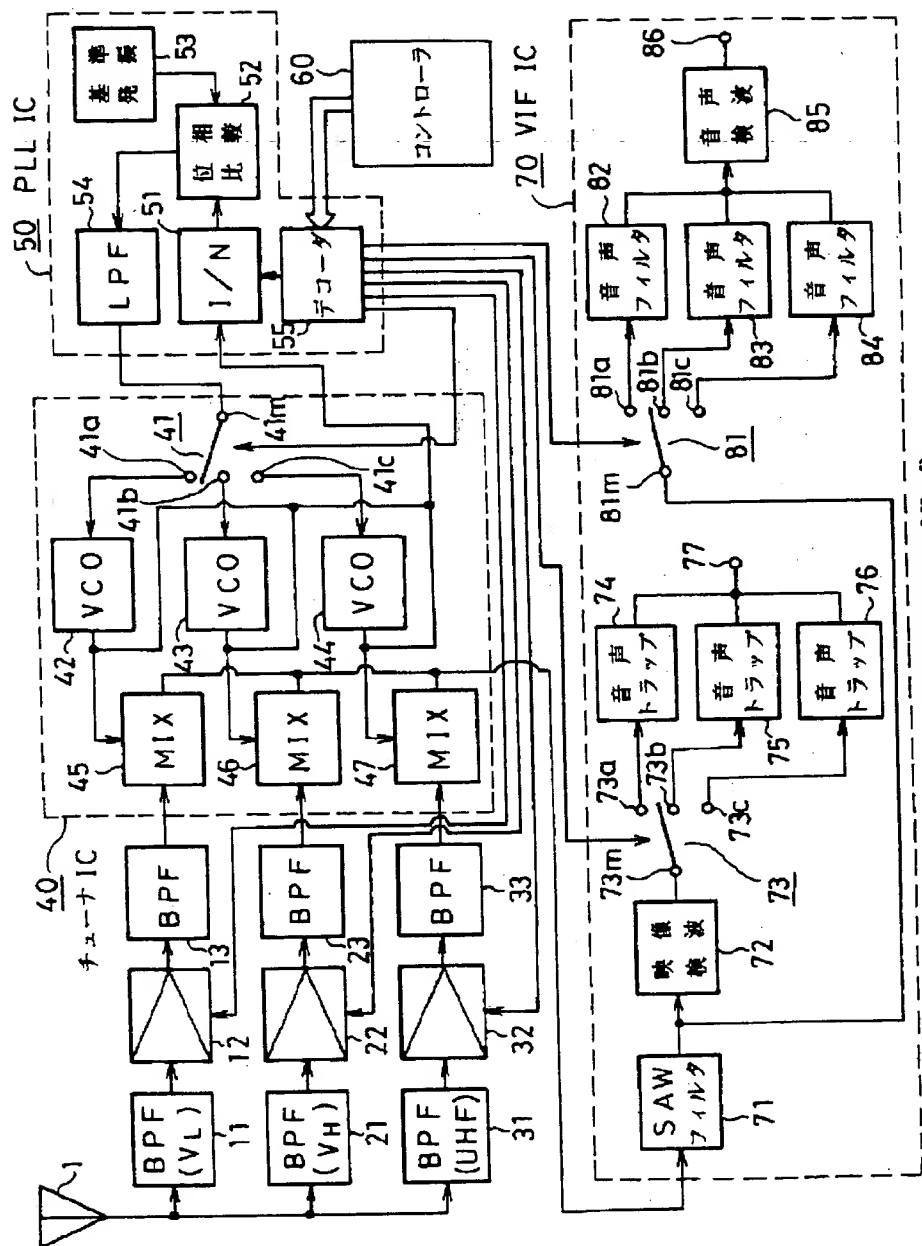 1
BPF
(VL)
11
12
BPF
13
BPF
(VH)
21
22
BPF
23
BPF
(UHF)
31
32
BPF
33
チューナIC
40
MIX
45
MIX
46
MIX
47
VCO
42
VCO
43
VCO
44
41a
41b
41c
41
41m
50 PLL IC
LPF
54
I/N
51
位相
比較
52
基準
発振
53
デコーダ
55
コントローラ
60
70 VIF IC
SAW
フィルタ
71
映像
検波
72
73m
73a
73b
73c
73
音声
トラップ
74
音声
トラップ
75
音声
トラップ
76
77
81m
81a
81b
81c
81
音声
フィルタ
82
音声
フィルタ
83
音声
フィルタ
84
音声
検波
85
86